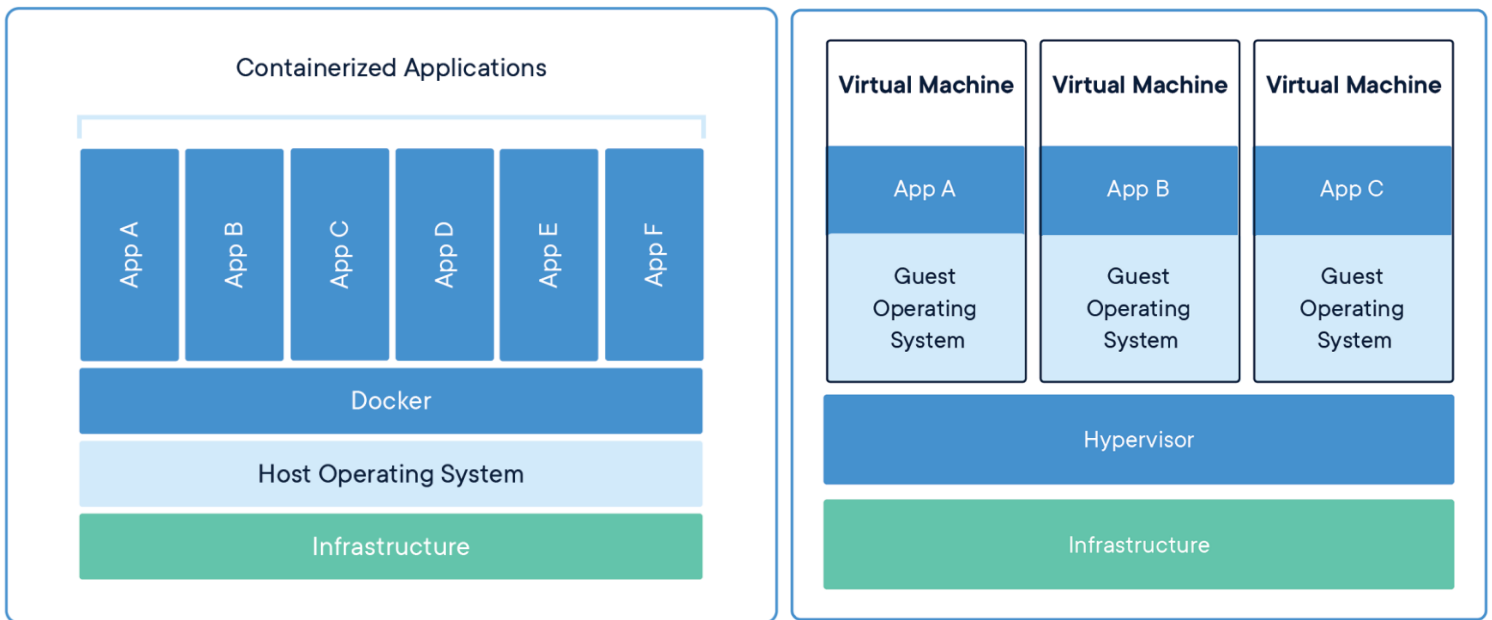 Containerized Applications
App A
App B
App C
App D
App E
App F
Docker
Host Operating System
Infrastructure
Virtual Machine
App A
Guest
Operating
System
Virtual Machine
App B
Guest
Operating
System
Virtual Machine
App C
Guest
Operating
System
Hypervisor
Infrastructure